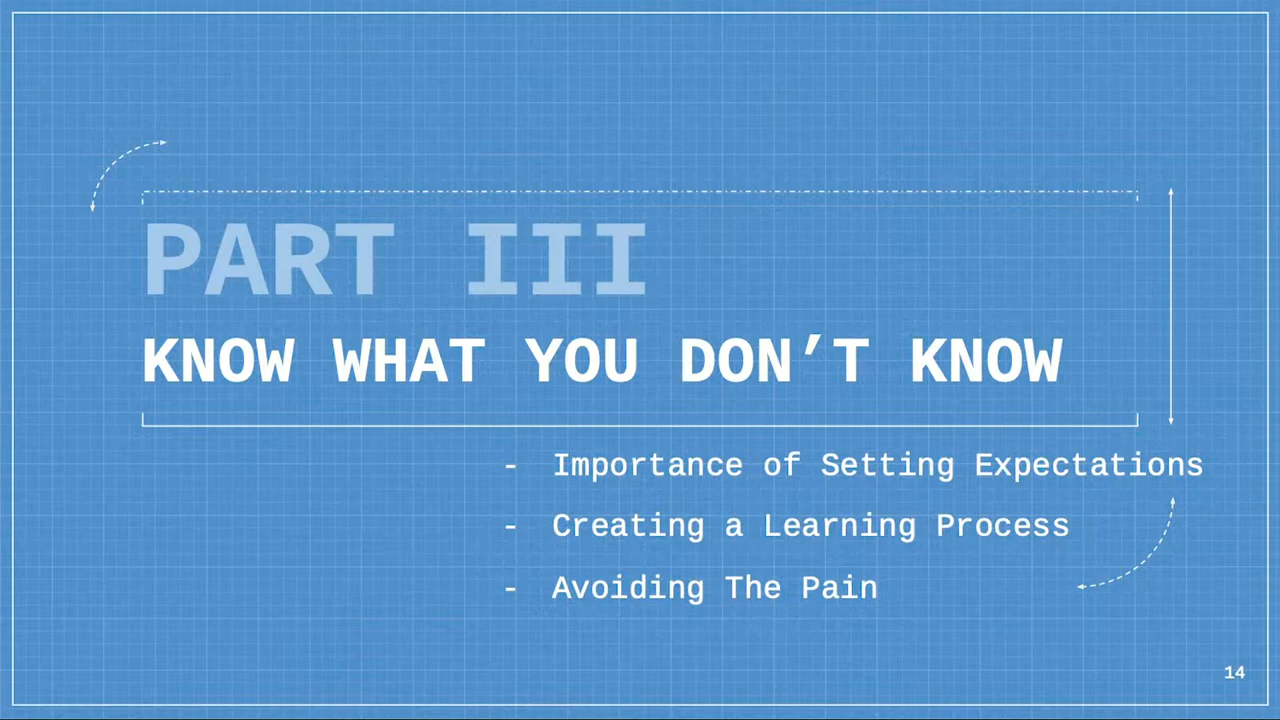 PART III
KNOW WHAT YOU DON’T KNOW
- Importance of Setting Expectations
- Creating a Learning Process
- Avoiding The Pain
14